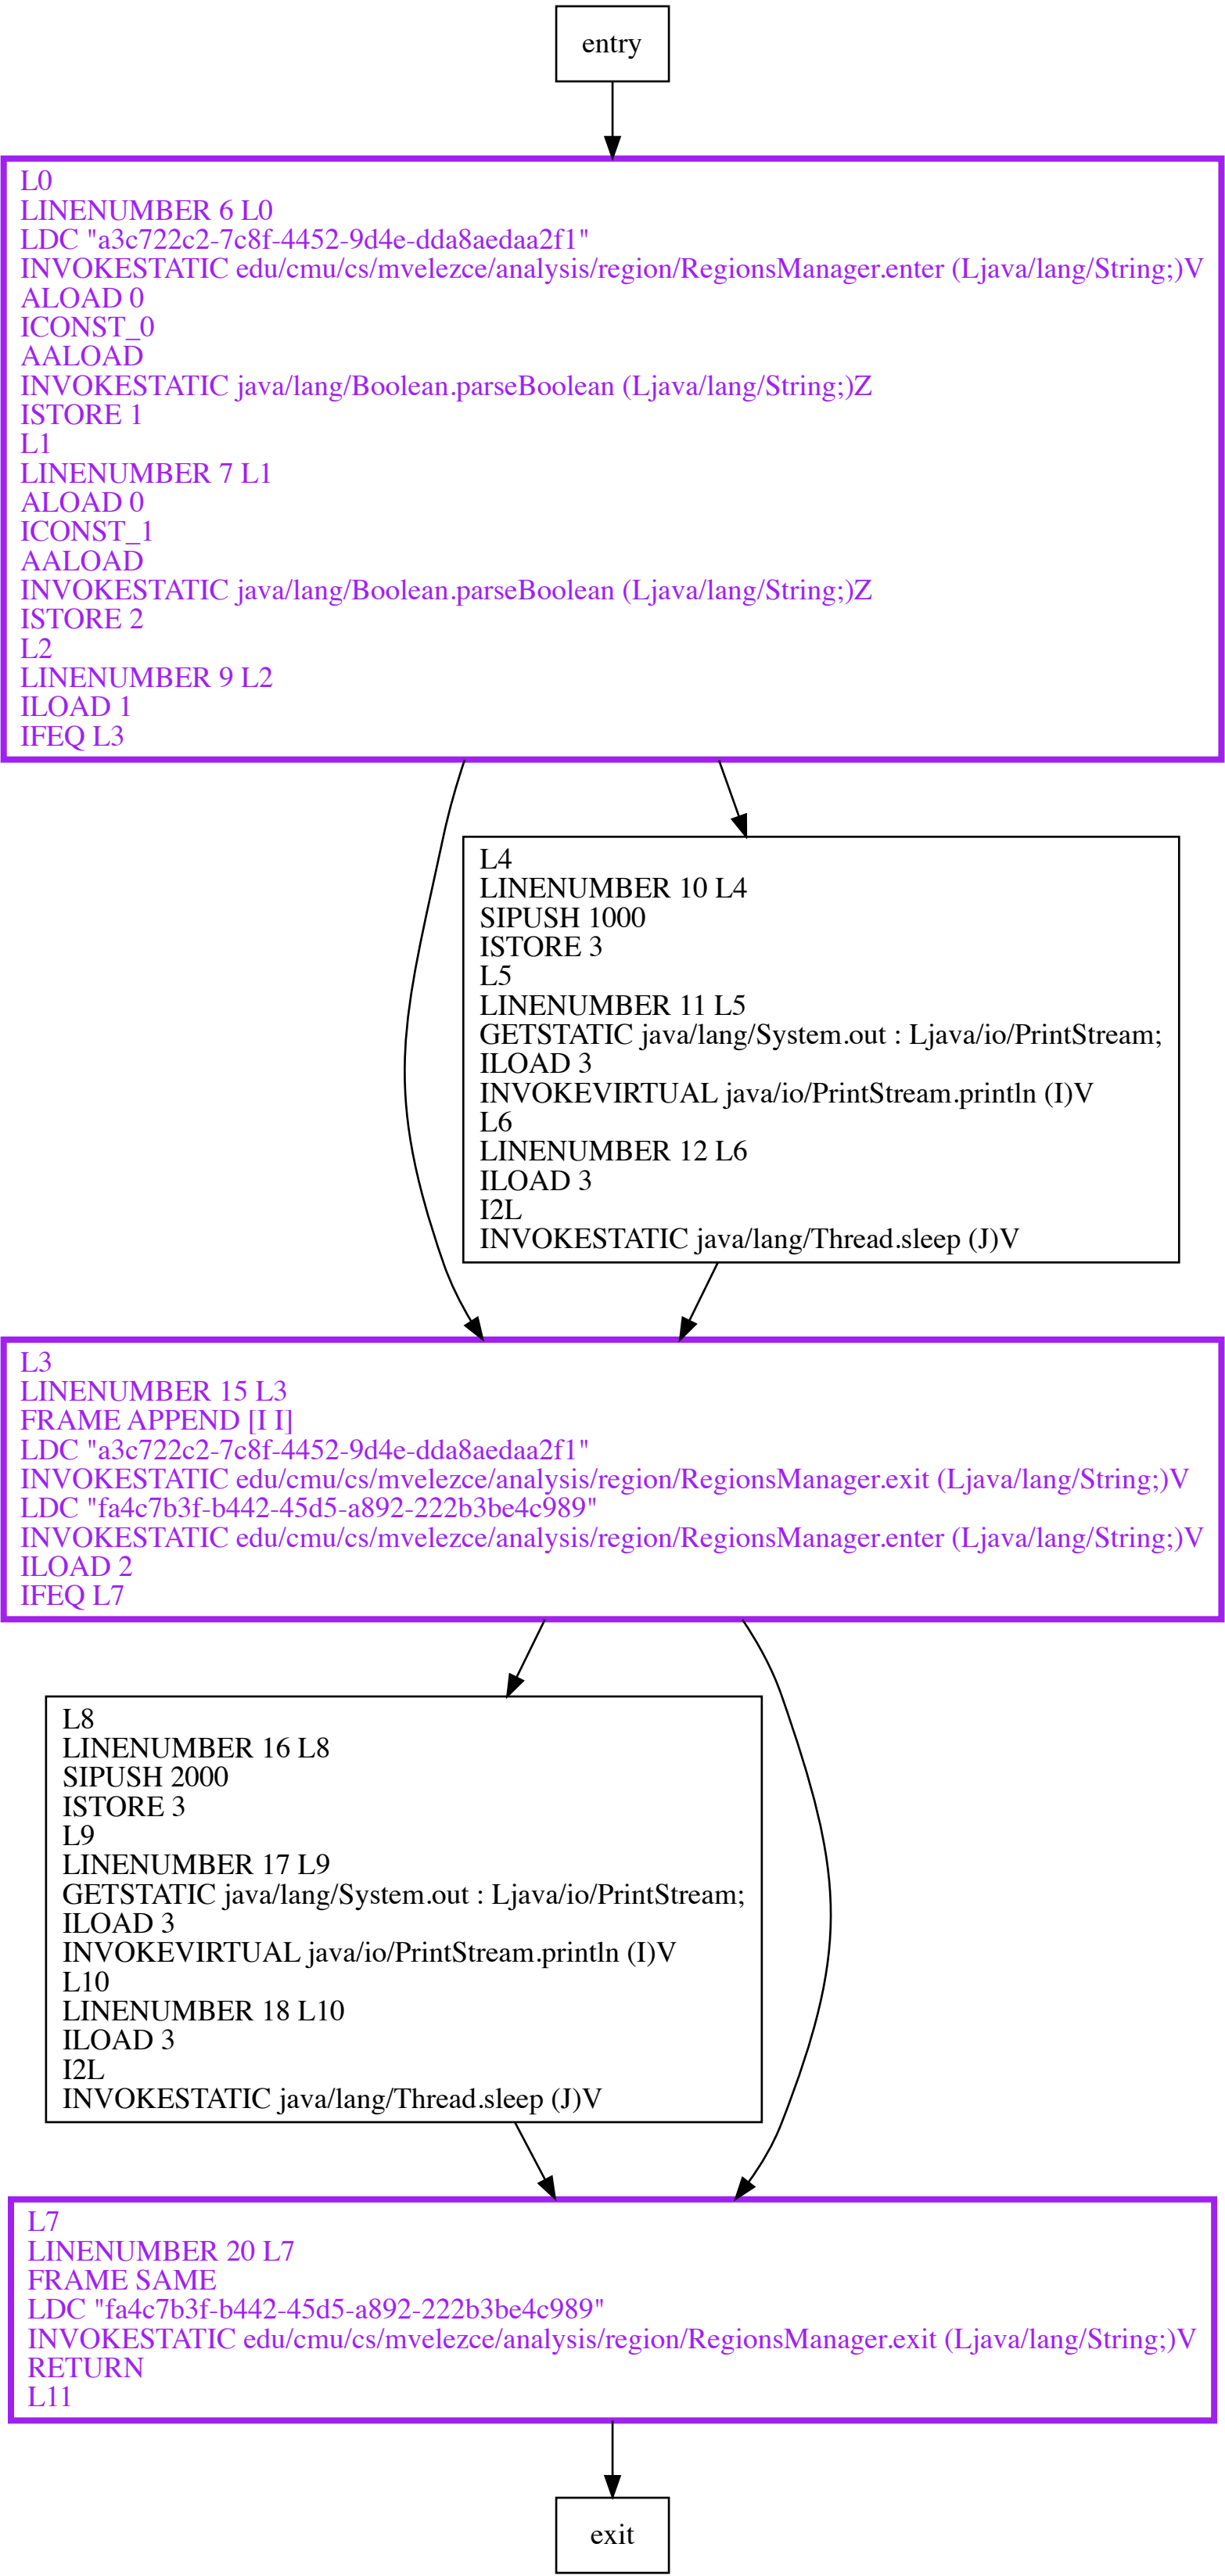 entry
L0
LINENUMBER 6 L0
LDC "a3c722c2-7c8f-4452-9d4e-dda8aedaa2f1"
INVOKESTATIC edu/cmu/cs/mvelezce/analysis/region/RegionsManager.enter (Ljava/lang/String;)V
ALOAD 0
ICONST_0
AALOAD
INVOKESTATIC java/lang/Boolean.parseBoolean (Ljava/lang/String;)Z
ISTORE 1
L1
LINENUMBER 7 L1
ALOAD 0
ICONST_1
AALOAD
INVOKESTATIC java/lang/Boolean.parseBoolean (Ljava/lang/String;)Z
ISTORE 2
L2
LINENUMBER 9 L2
ILOAD 1
IFEQ L3
L4
LINENUMBER 10 L4
SIPUSH 1000
ISTORE 3
L5
LINENUMBER 11 L5
GETSTATIC java/lang/System.out : Ljava/io/PrintStream;
ILOAD 3
INVOKEVIRTUAL java/io/PrintStream.println (I)V
L6
LINENUMBER 12 L6
ILOAD 3
I2L
INVOKESTATIC java/lang/Thread.sleep (J)V
L3
LINENUMBER 15 L3
FRAME APPEND [I I]
LDC "a3c722c2-7c8f-4452-9d4e-dda8aedaa2f1"
INVOKESTATIC edu/cmu/cs/mvelezce/analysis/region/RegionsManager.exit (Ljava/lang/String;)V
LDC "fa4c7b3f-b442-45d5-a892-222b3be4c989"
INVOKESTATIC edu/cmu/cs/mvelezce/analysis/region/RegionsManager.enter (Ljava/lang/String;)V
ILOAD 2
IFEQ L7
L8
LINENUMBER 16 L8
SIPUSH 2000
ISTORE 3
L9
LINENUMBER 17 L9
GETSTATIC java/lang/System.out : Ljava/io/PrintStream;
ILOAD 3
INVOKEVIRTUAL java/io/PrintStream.println (I)V
L10
LINENUMBER 18 L10
ILOAD 3
I2L
INVOKESTATIC java/lang/Thread.sleep (J)V
L7
LINENUMBER 20 L7
FRAME SAME
LDC "fa4c7b3f-b442-45d5-a892-222b3be4c989"
INVOKESTATIC edu/cmu/cs/mvelezce/analysis/region/RegionsManager.exit (Ljava/lang/String;)V
RETURN
L11
exit